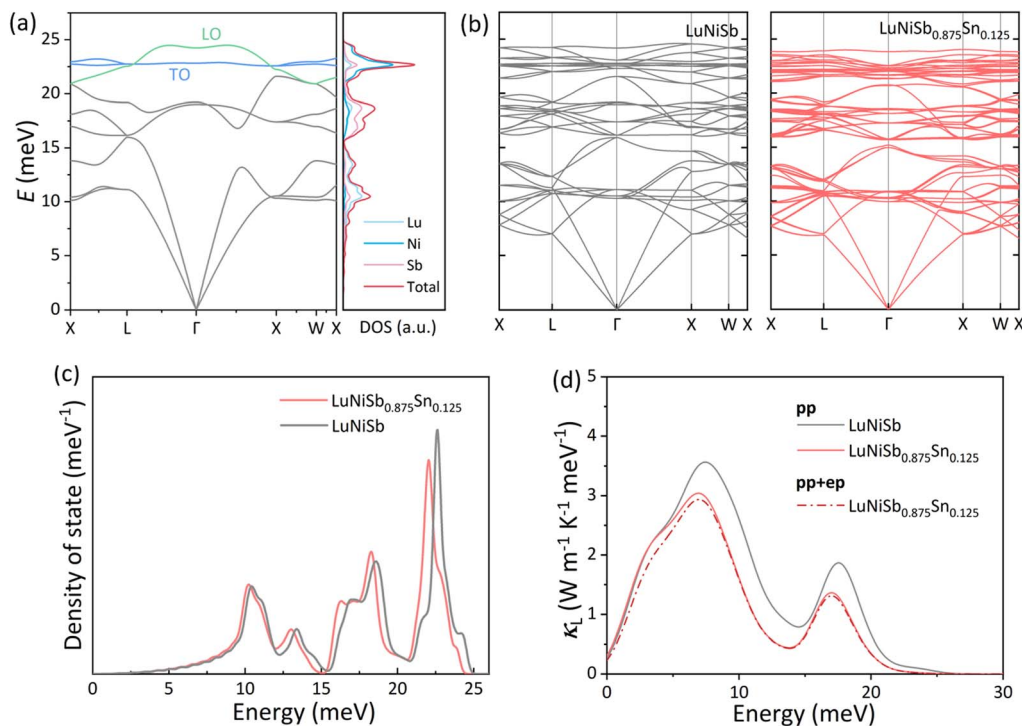 (a)
LO
TO
E (meV)
25
20
15
10
5
0
X L Γ X W X
Lu
Ni
Sb
Total
DOS (a.u.)
(b)
LuNiSb
X L Γ X W X
LuNiSb0.875Sn0.125
X L Γ X W X
(c)
LuNiSb0.875Sn0.125
LuNiSb
Density of state (meV-1)
0 5 10 15 20 25
Energy (meV)
(d)
pp
LuNiSb
LuNiSb0.875Sn0.125
pp+ep
LuNiSb0.875Sn0.125
κL (W m-1 K-1 meV-1)
5
4
3
2
1
0
0 10 20 30
Energy (meV)